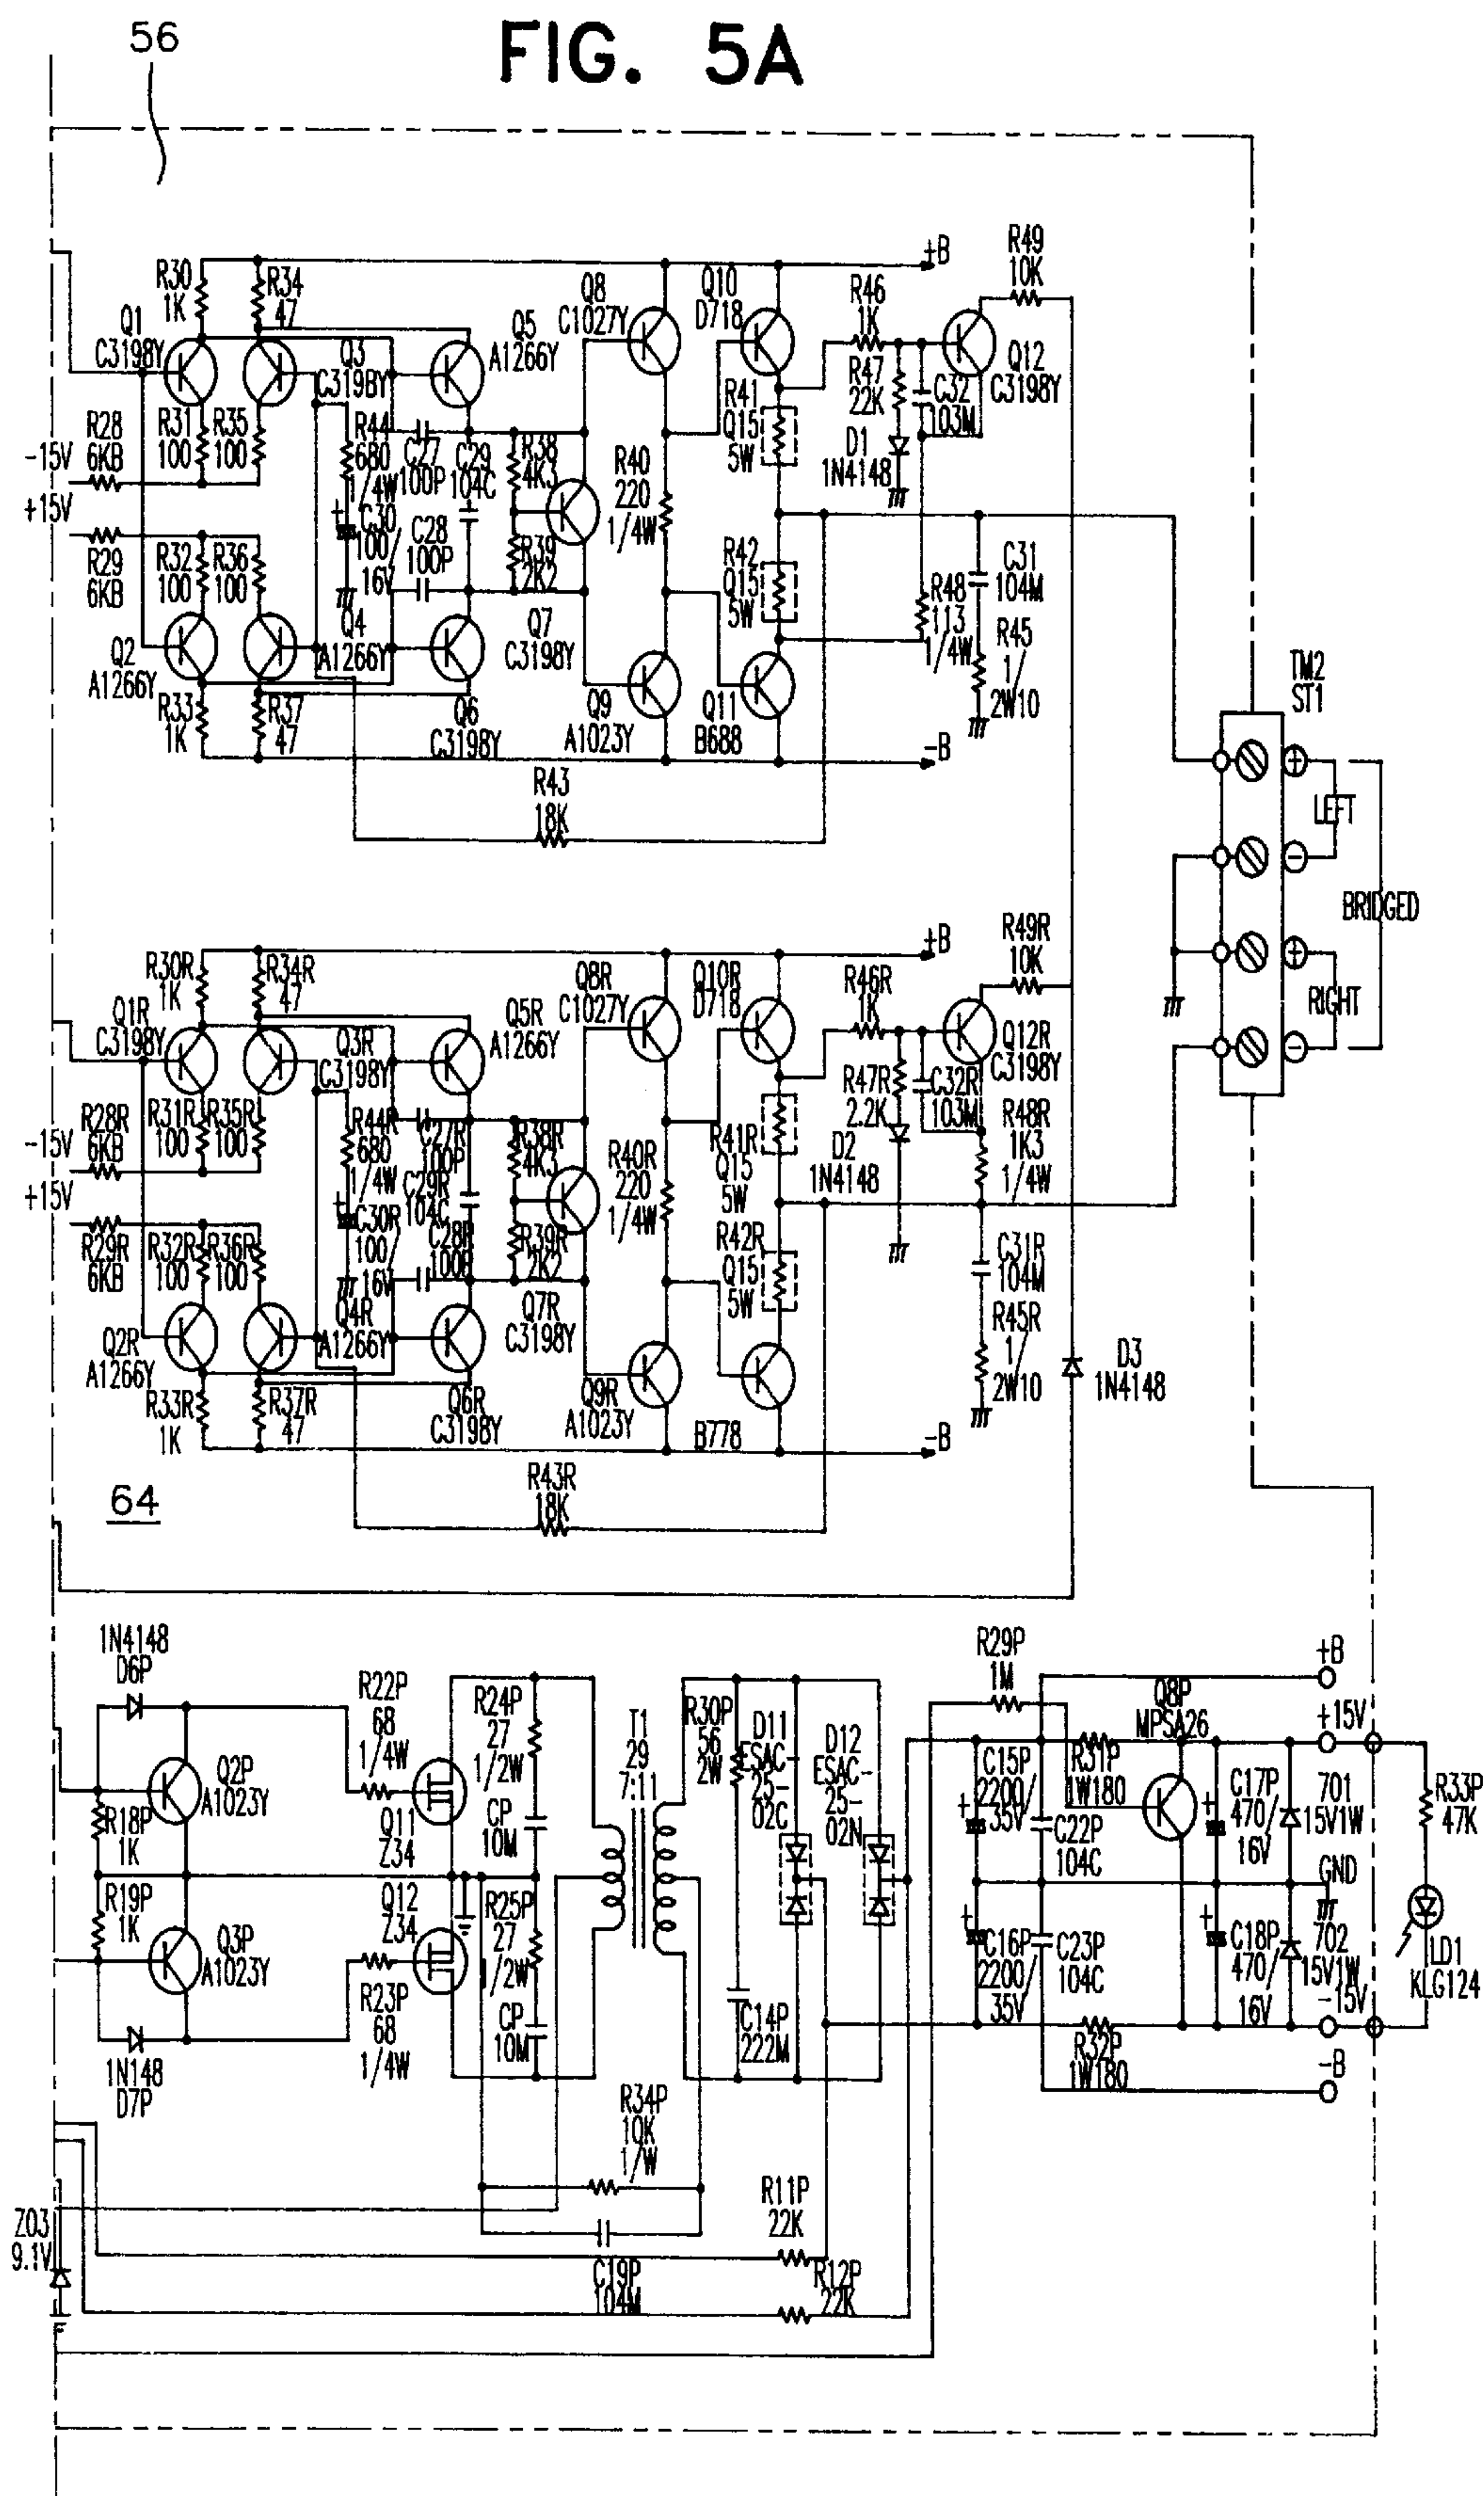 FIG. 5A
56
R30
1K
R34
47
Q1
C3198Y
Q3
C319BY
Q5
A1266Y
Q8
C1027Y
Q10
D718
+B
R46
1K
R49
10K
Q12
C3198Y
R47
22K
C32
103M
D1
1N4148
R41
Q15
5W
-15V
R28
6KB
R31
100
R35
100
R44
680
1/4W
C27
100P
C29
104C
R38
4K3
R40
220
1/4W
+15V
R29
6KB
R32
100
R36
100
C30
100/
16V
C28
100P
R39
2K2
R42
Q15
5W
R48
113
1/4W
C31
104M
R45
1/
2W10
Q2
A1266Y
Q4
A1266Y
Q7
C3198Y
R33
1K
R37
47
Q6
C3198Y
Q9
A1023Y
Q11
B688
-B
R43
18K
TM2
ST1
+
LEFT
-
BRIDGED
+
RIGHT
-
R30R
1K
R34R
47
Q1R
C3198Y
Q3R
C3198Y
Q5R
A1266Y
Q8R
C1027Y
Q10R
D718
+B
R46R
1K
R49R
10K
Q12R
C3198Y
R47R
2.2K
C32R
103M
R48R
1K3
1/4W
D2
1N4148
R41R
Q15
5W
-15V
R28R
6KB
R31R
100
R35R
100
R44R
680
1/4W
C27R
100P
C29R
104C
R38R
4K3
R40R
220
1/4W
+15V
R29R
6KB
R32R
100
R36R
100
C30R
100/
16V
C28R
100P
R39R
2K2
R42R
Q15
5W
C31R
104M
R45R
1/
2W10
Q2R
A1266Y
Q4R
A1266Y
Q7R
C3198Y
D3
1N4148
R33R
1K
R37R
47
Q6R
C3198Y
Q9R
A1023Y
B778
-B
R43R
18K
64
1N4148
D6P
R22P
68
1/4W
R24P
27
1/2W
T1
29
7:11
R30P
56
2W
D11
ESAC-
25-
02C
D12
ESAC-
25-
02N
R29P
1M
+B
Q8P
MPSA26
+15V
Q2P
A1023Y
R18P
1K
Q11
Z34
CP
10M
C15P
2200/
35V
R31P
1W180
C22P
104C
C17P
470/
16V
701
15V1W
R33P
47K
GND
R19P
1K
Q3P
A1023Y
Q12
Z34
R25P
27
1/2W
C16P
2200/
35V
C23P
104C
C18P
470/
16V
702
15V1W
-15V
LD1
KLG124
R23P
68
1/4W
CP
10M
C14P
222M
R32P
1W180
-B
1N148
D7P
R34P
10K
1/W
R11P
22K
Z03
9.1V
C19P
104M
R12P
22K